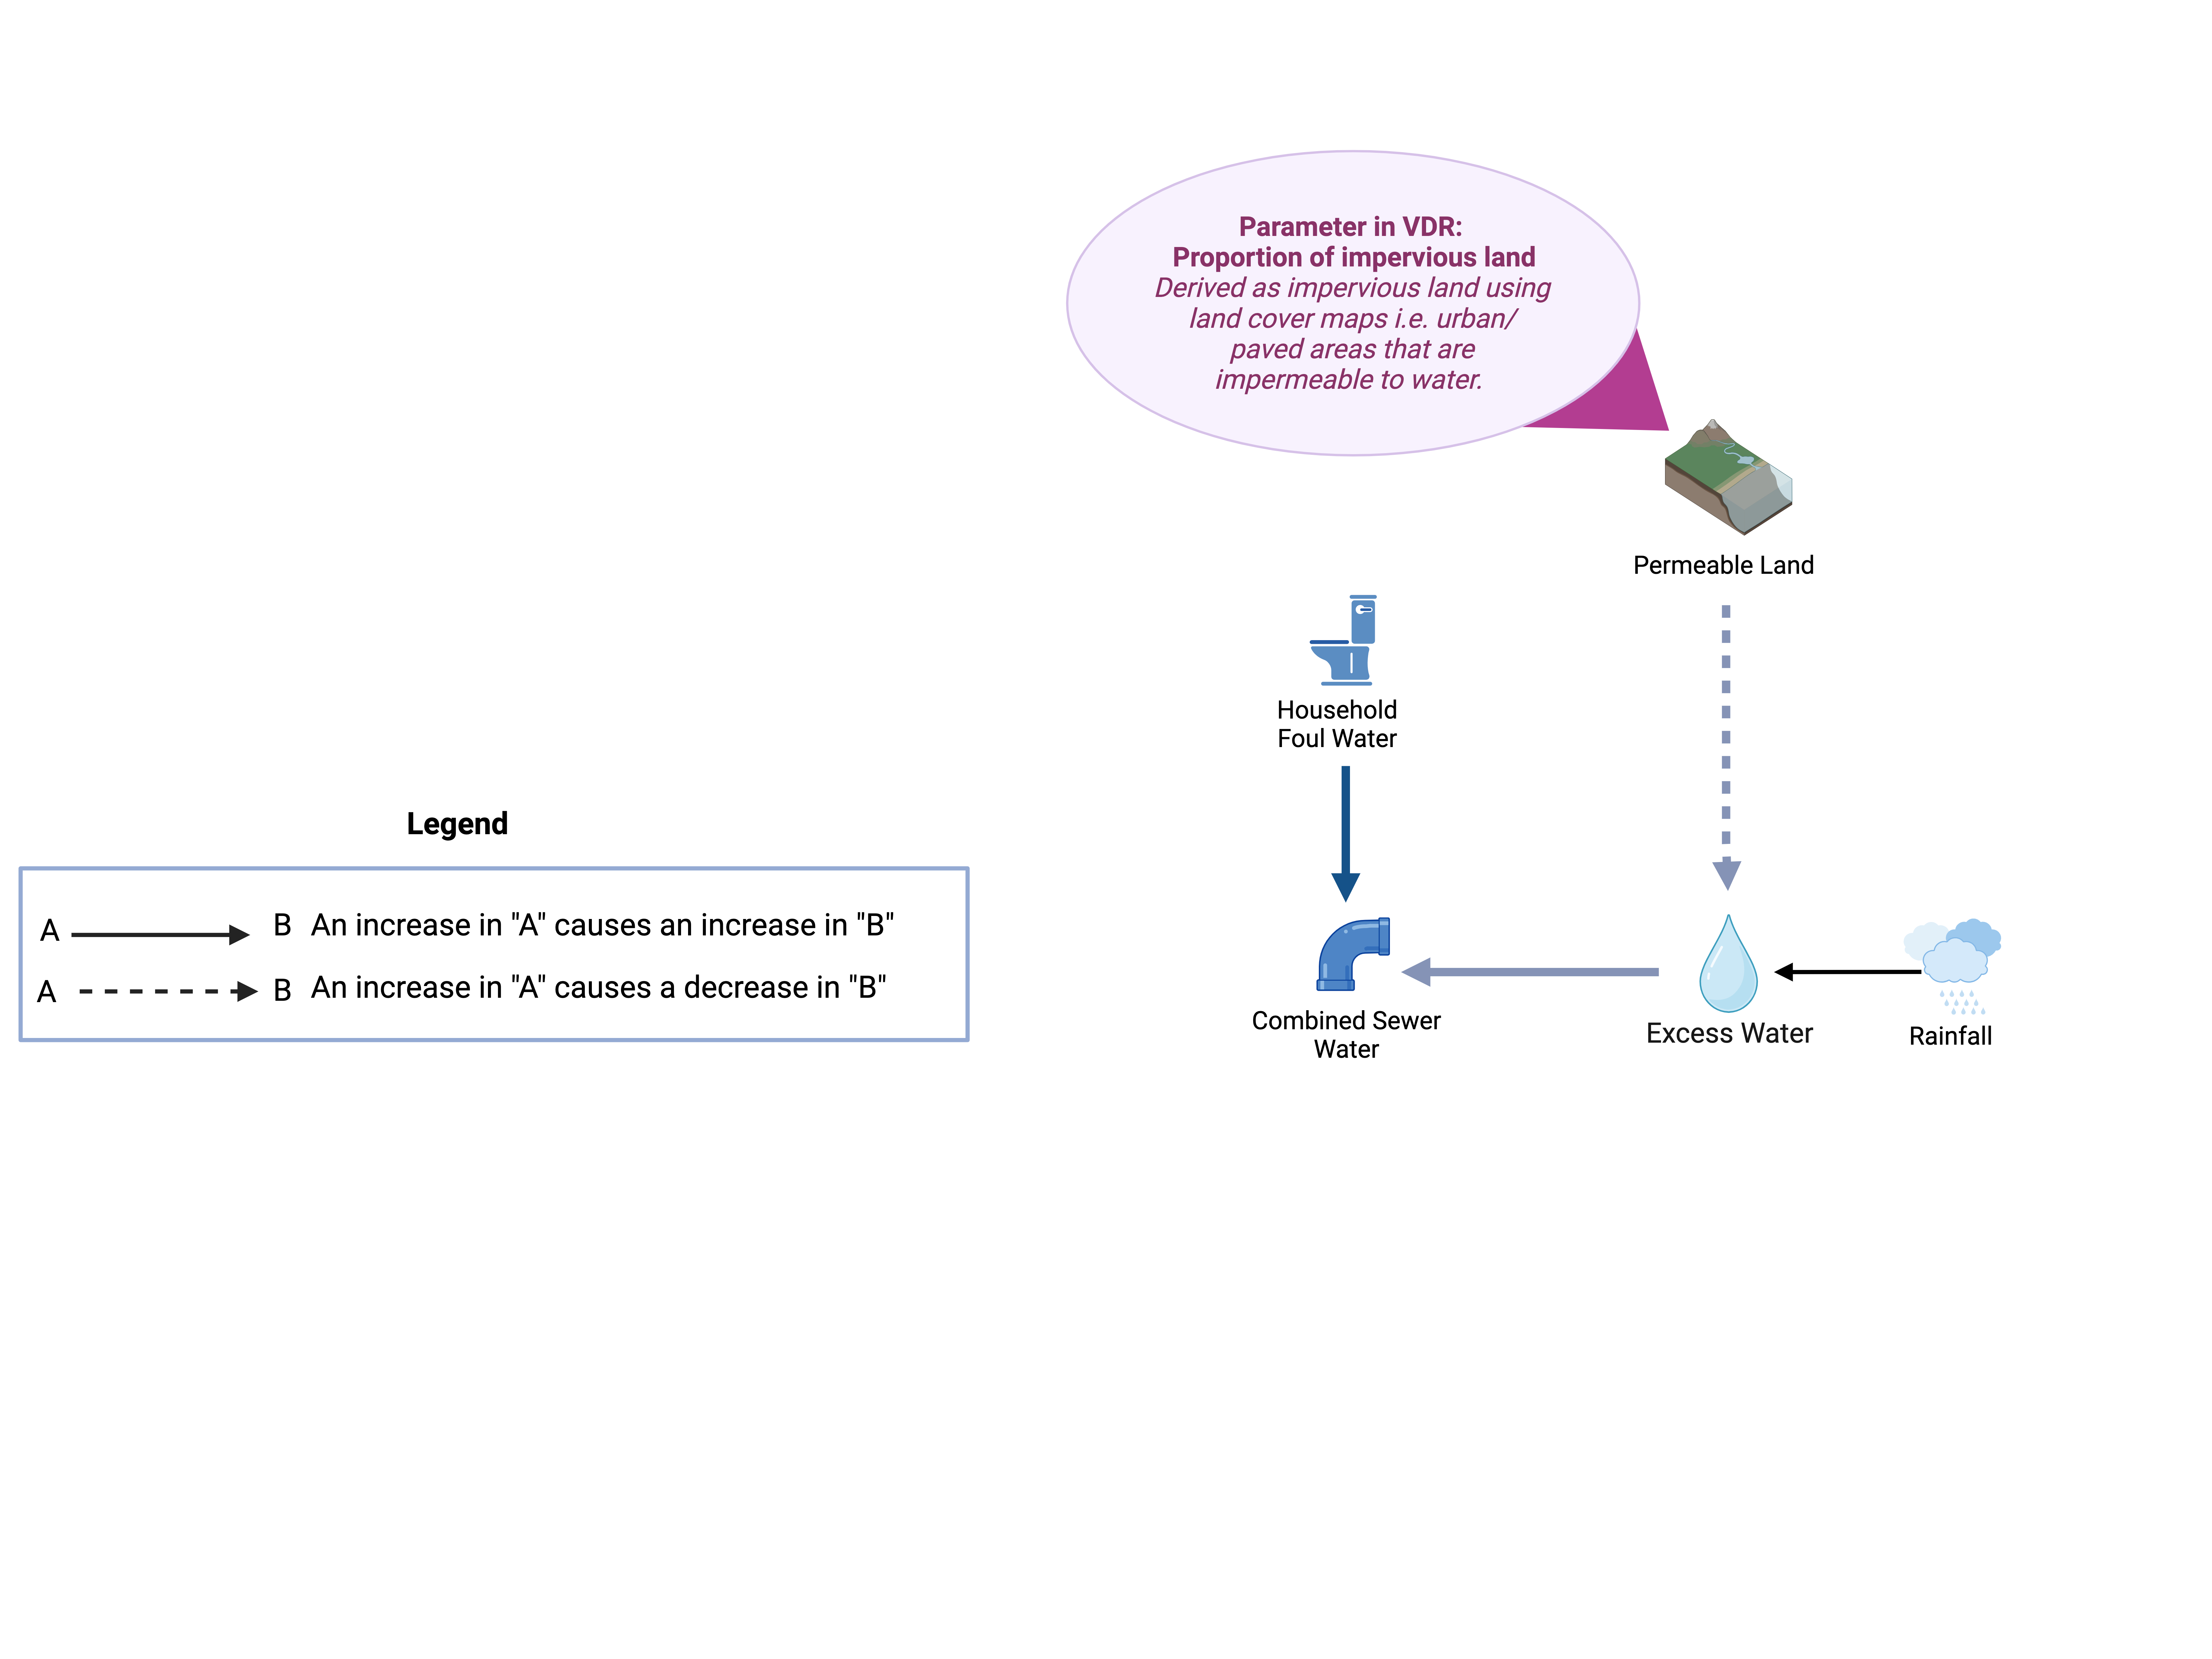 Parameter in VDR:
Proportion of impervious land
Derived as impervious land using
land cover maps i.e. urban/
paved areas that are
impermeable to water.
Permeable Land
Household
Foul Water
Legend
A B An increase in "A" causes an increase in "B"
A B An increase in "A" causes a decrease in "B"
Combined Sewer
Water
Excess Water
Rainfall